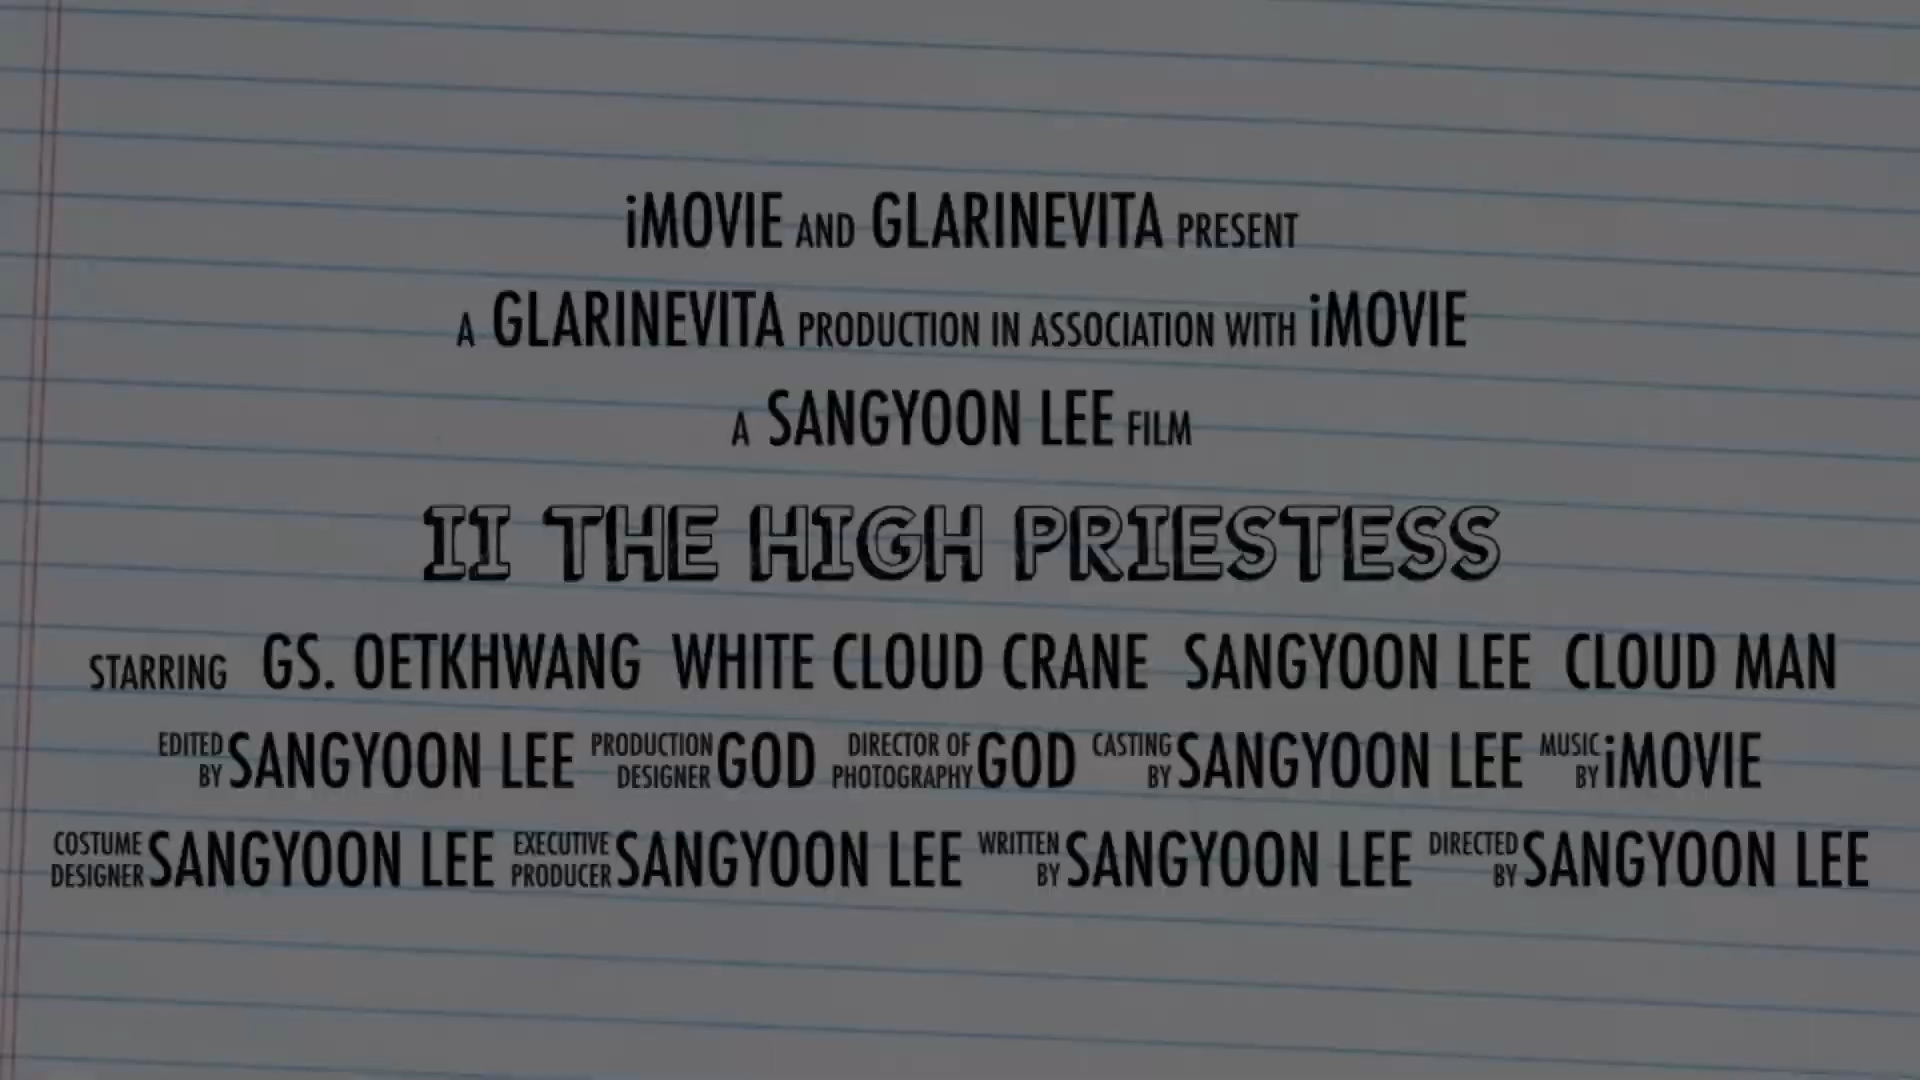 iMOVIE AND GLARINEVITA PRESENT
A GLARINEVITA PRODUCTION IN ASSOCIATION WITH iMOVIE
A SANGYOON LEE FILM
II THE HIGH PRIESTESS
STARRING GS. OETKHWANG WHITE CLOUD CRANE SANGYOON LEE CLOUD MAN
EDITED BY SANGYOON LEE PRODUCTION DESIGNER GOD DIRECTOR OF PHOTOGRAPHY GOD CASTING BY SANGYOON LEE MUSIC BY iMOVIE
COSTUME DESIGNER SANGYOON LEE EXECUTIVE PRODUCER SANGYOON LEE WRITTEN BY SANGYOON LEE DIRECTED BY SANGYOON LEE